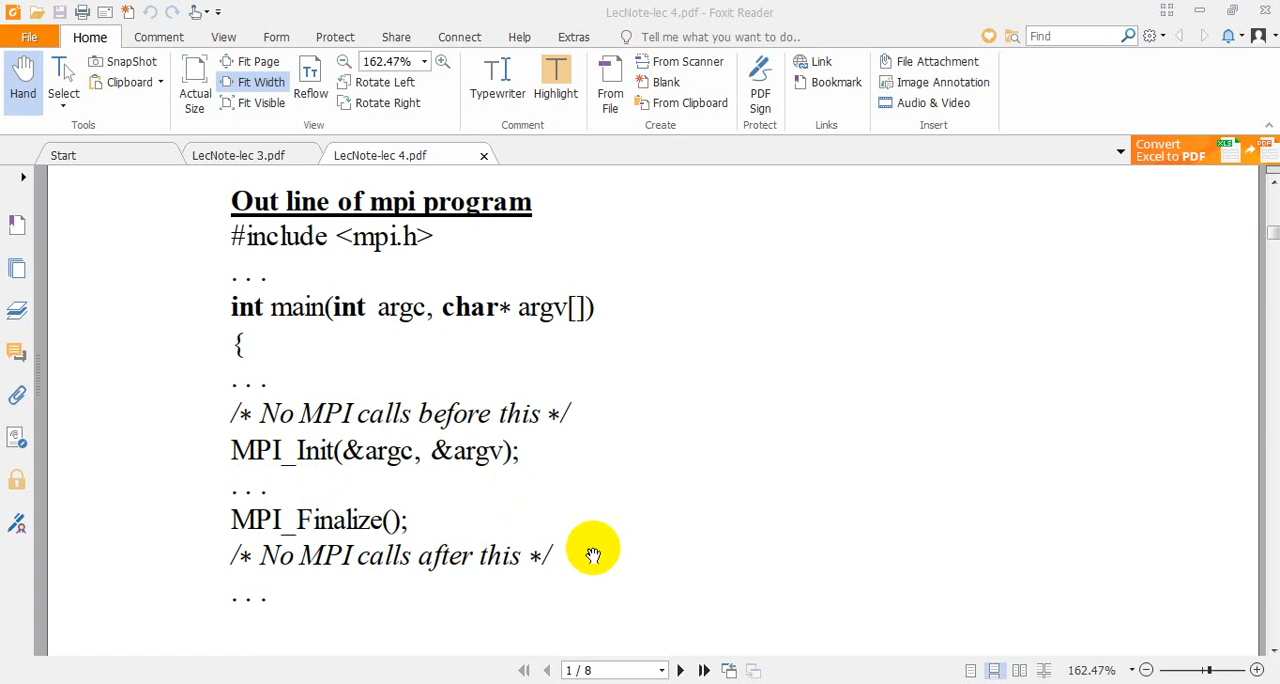 LecNote-lec 4.pdf - Foxit Reader
File Home Comment View Form Protect Share Connect Help Extras Tell me what you want to do.. Find
Hand
Select
SnapShot
Clipboard
Tools
Actual
Size
Fit Page
Fit Width
Fit Visible
Reflow
162.47%
Rotate Left
Rotate Right
View
Typewriter
Highlight
Comment
From
File
From Scanner
Blank
From Clipboard
Create
PDF
Sign
Protect
Link
Bookmark
Links
File Attachment
Image Annotation
Audio & Video
Insert
Start LecNote-lec 3.pdf LecNote-lec 4.pdf
Convert
Excel to PDF
XLS
PDF
Out line of mpi program
#include <mpi.h>
. . .
int main(int argc, char* argv[])
{
. . .
/* No MPI calls before this */
MPI_Init(&argc, &argv);
. . .
MPI_Finalize();
/* No MPI calls after this */
. . .
1 / 8 162.47%